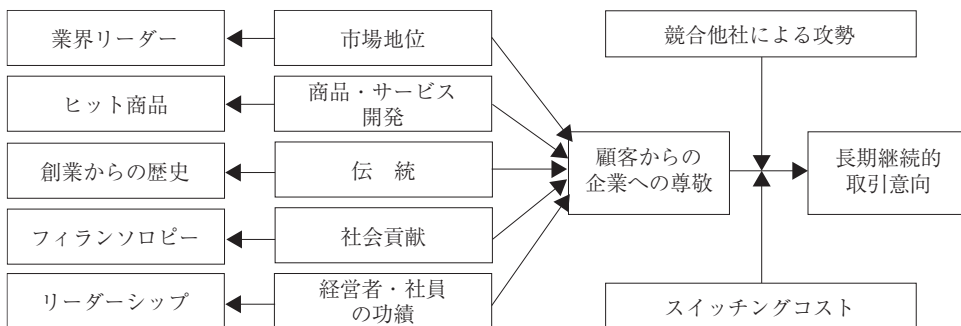 業界リーダー
市場地位
競合他社による攻勢
ヒット商品
商品・サービス
開発
創業からの歴史
伝　統
顧客からの
企業への尊敬
長期継続的
取引意向
フィランソロピー
社会貢献
リーダーシップ
経営者・社員
の功績
スイッチングコスト